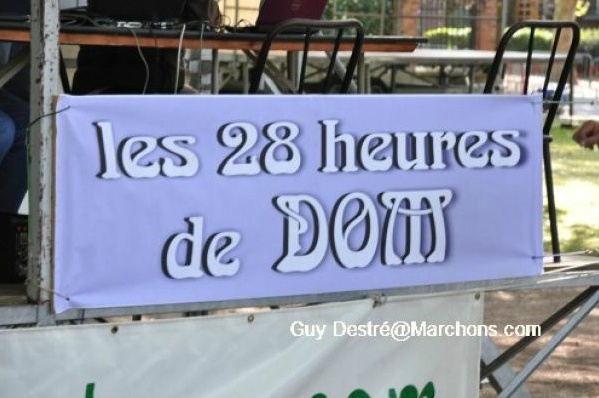 les 28 heures
de DOM
Guy Destré@Marchons.com